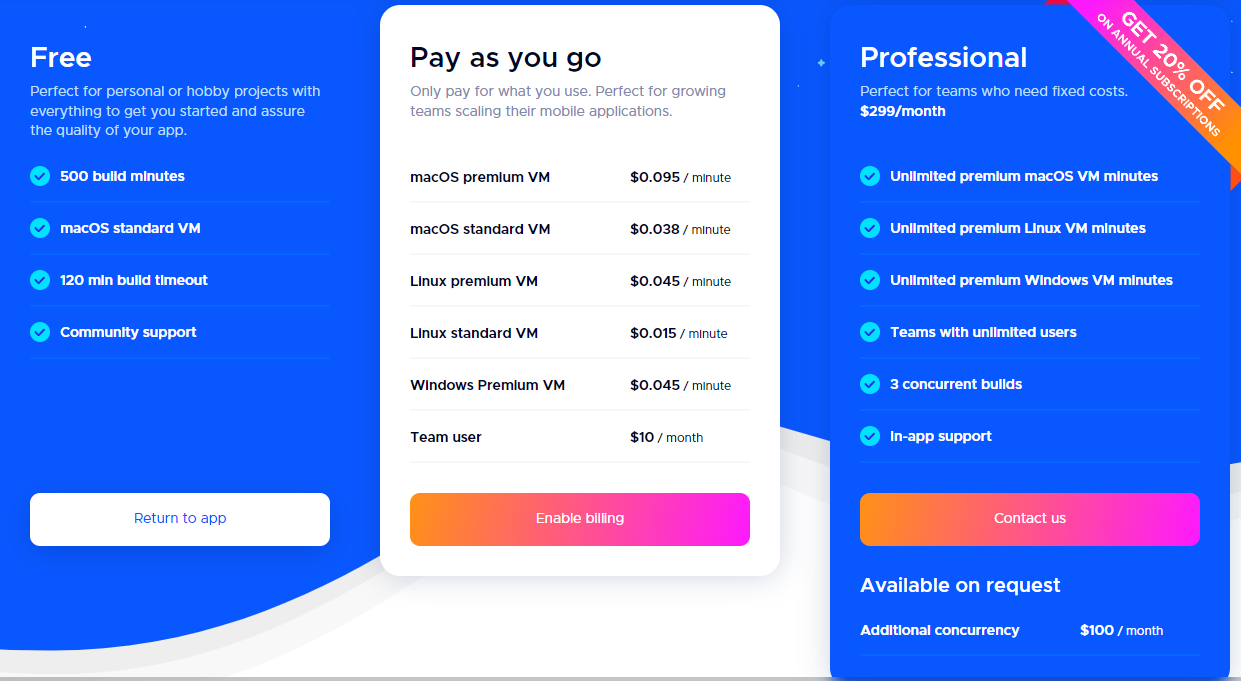 Free
Perfect for personal or hobby projects with
everything to get you started and assure
the quality of your app.
500 build minutes
macOS standard VM
120 min build timeout
Community support
Return to app
Pay as you go
Only pay for what you use. Perfect for growing
teams scaling their mobile applications.
macOS premium VM $0.095 / minute
macOS standard VM $0.038 / minute
Linux premium VM $0.045 / minute
Linux standard VM $0.015 / minute
Windows Premium VM $0.045 / minute
Team user $10 / month
Enable billing
GET 20% OFF
ON ANNUAL SUBSCRIPTIONS
Professional
Perfect for teams who need fixed costs.
$299/month
Unlimited premium macOS VM minutes
Unlimited premium Linux VM minutes
Unlimited premium Windows VM minutes
Teams with unlimited users
3 concurrent builds
In-app support
Contact us
Available on request
Additional concurrency $100 / month